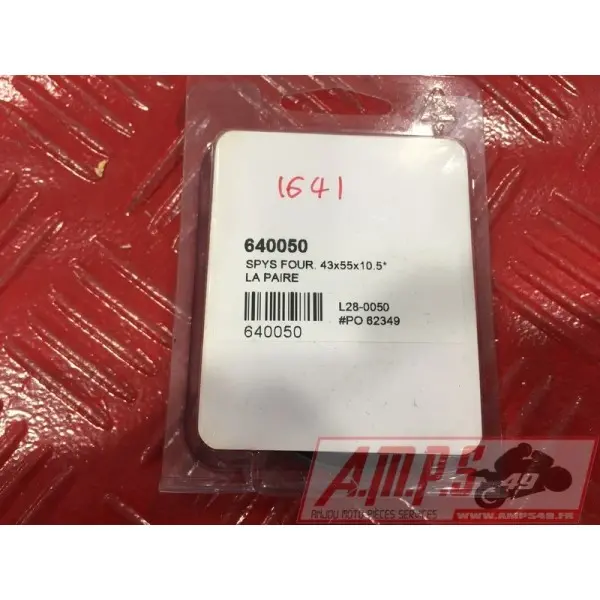 1641
640050
SPYS FOUR. 43x55x10.5*
LA PAIRE
L28-0050
#PO 62349
640050
A.M.P.S 49
ANJOU MOTO PIECES SERVICES
WWW.AMPS49.FR